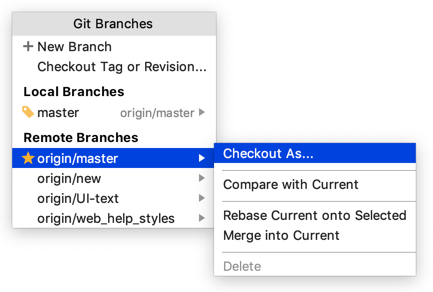 Git Branches
+ New Branch
Checkout Tag or Revision...
Local Branches
master origin/master
Remote Branches
origin/master
origin/new
origin/UI-text
origin/web_help_styles
Checkout As...
Compare with Current
Rebase Current onto Selected
Merge into Current
Delete